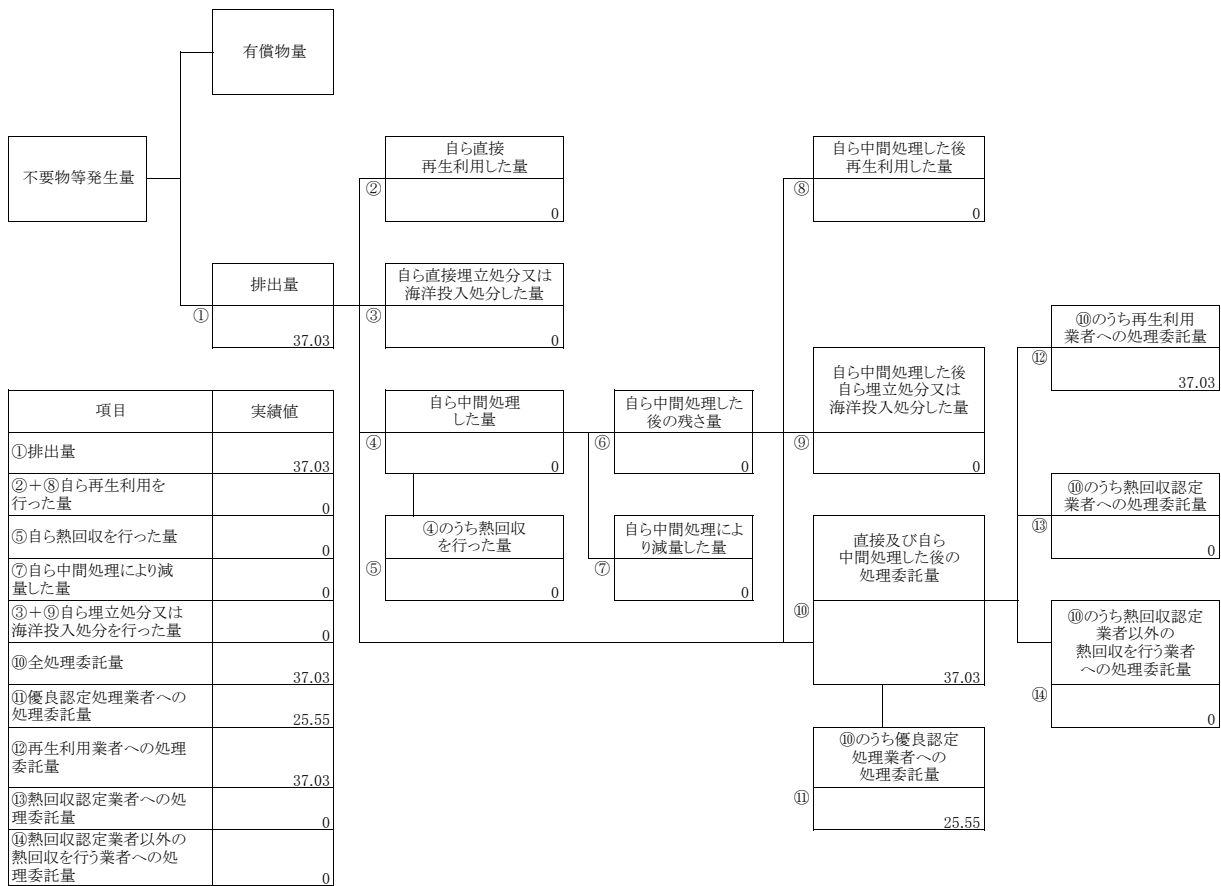 有償物量
不要物等発生量
自ら直接
再生利用した量
②
0
自ら中間処理した後
再生利用した量
⑧
0
排出量
①
37.03
自ら直接埋立処分又は
海洋投入処分した量
③
0
自ら中間処理
した量
④
0
自ら中間処理した
後の残さ量
⑥
0
自ら中間処理した後
自ら埋立処分又は
海洋投入処分した量
⑨
0
⑩のうち再生利用
業者への処理委託量
⑫
37.03
④のうち熱回収
を行った量
⑤
0
自ら中間処理によ
り減量した量
⑦
0
直接及び自ら
中間処理した後の
処理委託量
⑩
37.03
⑩のうち熱回収認定
業者への処理委託量
⑬
0
⑩のうち熱回収認定
業者以外の
熱回収を行う業者
への処理委託量
⑭
0
⑩のうち優良認定
処理業者への
処理委託量
⑪
25.55
項目 実績値
①排出量
37.03
②+⑧自ら再生利用を
行った量
0
⑤自ら熱回収を行った量
0
⑦自ら中間処理により減
量した量
0
③+⑨自ら埋立処分又は
海洋投入処分を行った量
0
⑩全処理委託量
37.03
⑪優良認定処理業者への
処理委託量
25.55
⑫再生利用業者への処理
委託量
37.03
⑬熱回収認定業者への処
理委託量
0
⑭熱回収認定業者以外の
熱回収を行う業者への処
理委託量
0